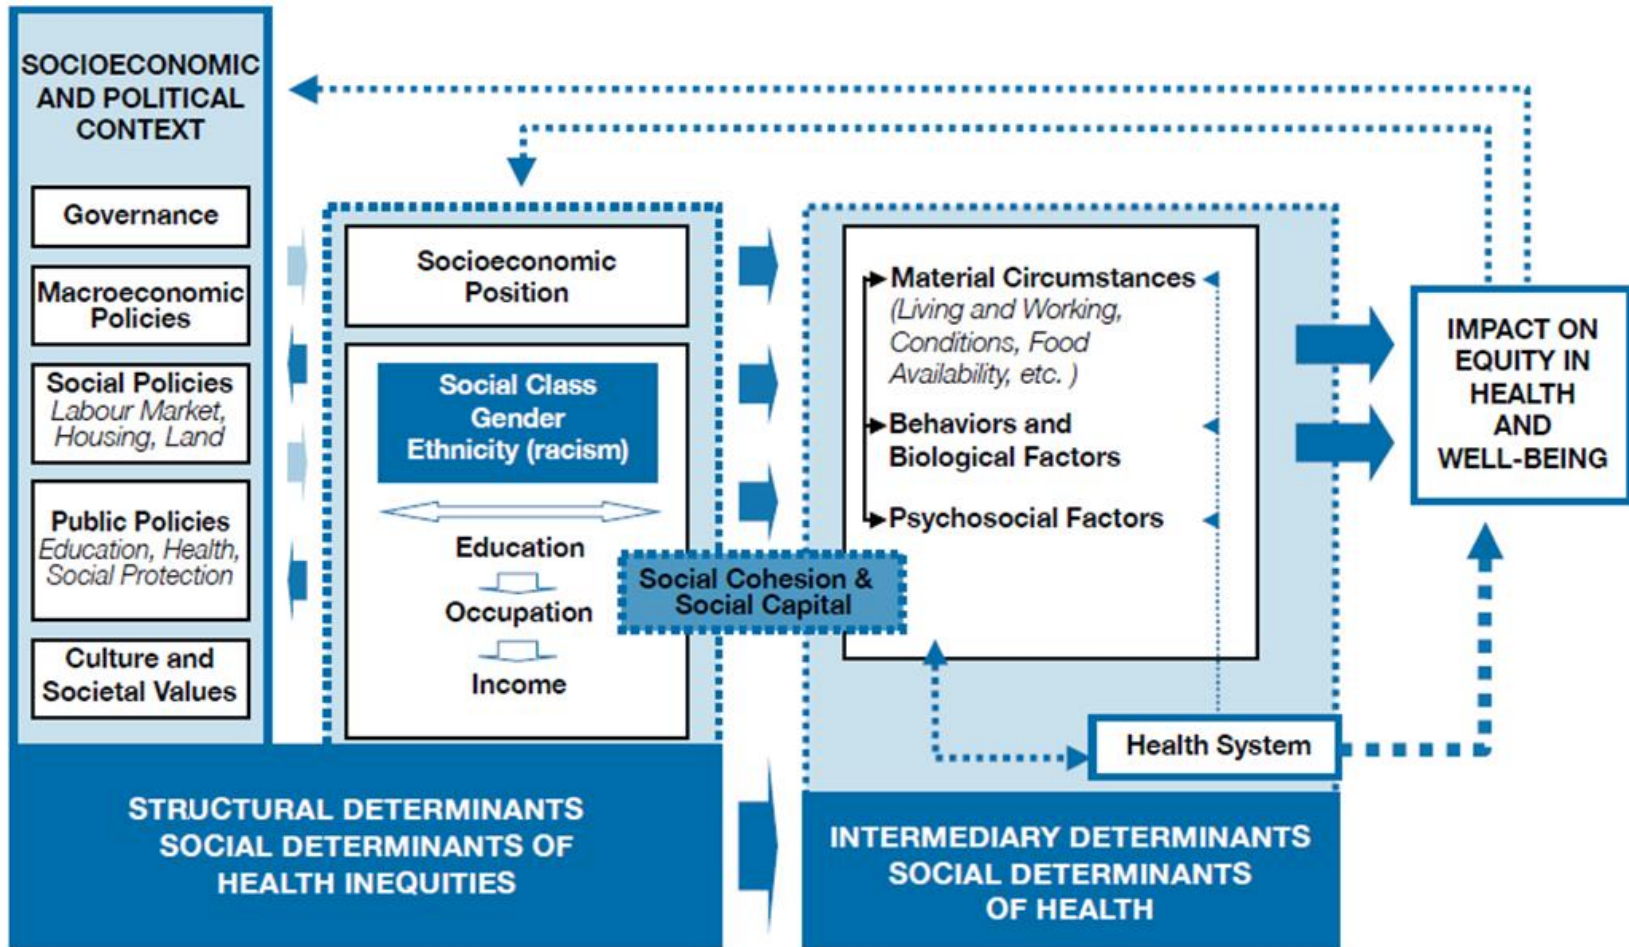 SOCIOECONOMIC
AND POLITICAL
CONTEXT
Governance
Macroeconomic
Policies
Social Policies
Labour Market,
Housing, Land
Public Policies
Education, Health,
Social Protection
Culture and
Societal Values
Socioeconomic
Position
Social Class
Gender
Ethnicity (racism)
Education
Occupation
Income
Social Cohesion &
Social Capital
Material Circumstances
(Living and Working,
Conditions, Food
Availability, etc. )
Behaviors and
Biological Factors
Psychosocial Factors
Health System
IMPACT ON
EQUITY IN
HEALTH
AND
WELL-BEING
STRUCTURAL DETERMINANTS
SOCIAL DETERMINANTS OF
HEALTH INEQUITIES
INTERMEDIARY DETERMINANTS
SOCIAL DETERMINANTS
OF HEALTH